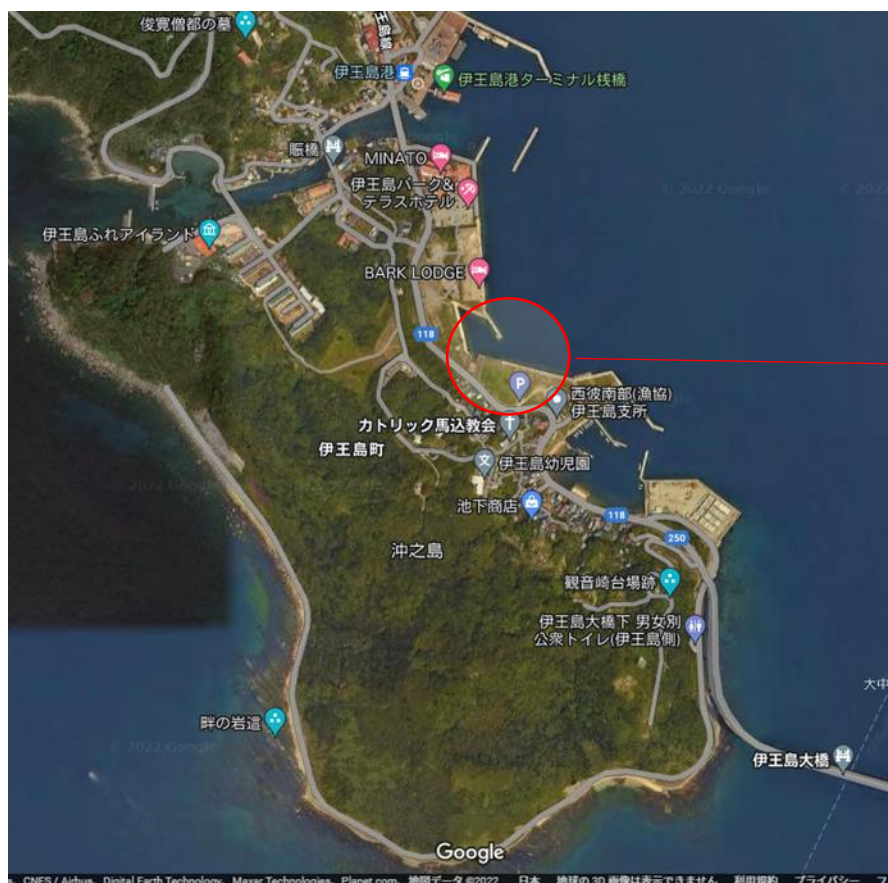 俊寛僧都の墓
王島線
伊王島港
伊王島港ターミナル桟橋
賑橋
MINATO
伊王島パーク&
テラスホテル
© 2022 Google
© 2022
伊王島ふれアイランド
BARK LODGE
118
P
西彼南部(漁協)
伊王島支所
カトリック馬込教会
伊王島町
伊王島幼児園
池下商店
118
250
沖之島
観音崎台場跡
伊王島大橋下 男女別
公衆トイレ(伊王島側)
大中
畔の岩這
© 2022 Google
伊王島大橋
Google
CNES / Airbus、Digital Earth Technology、Maxar Technologies、Planet.com、地図データ ©2022 日本 地球の 3D 画像は表示できません 利用規約 プライバシー フ